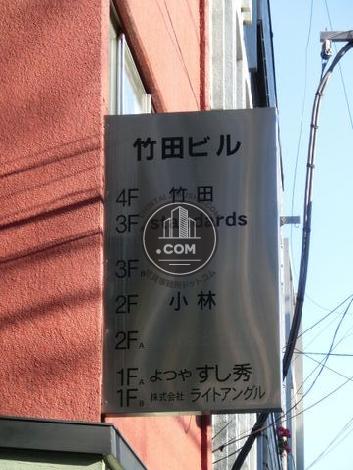 竹田ビル
4F 竹田
3F standards
3F B
2F 小林
2F A
1F A よつや すし秀
1F B 株式会社 ライトアングル
.COM